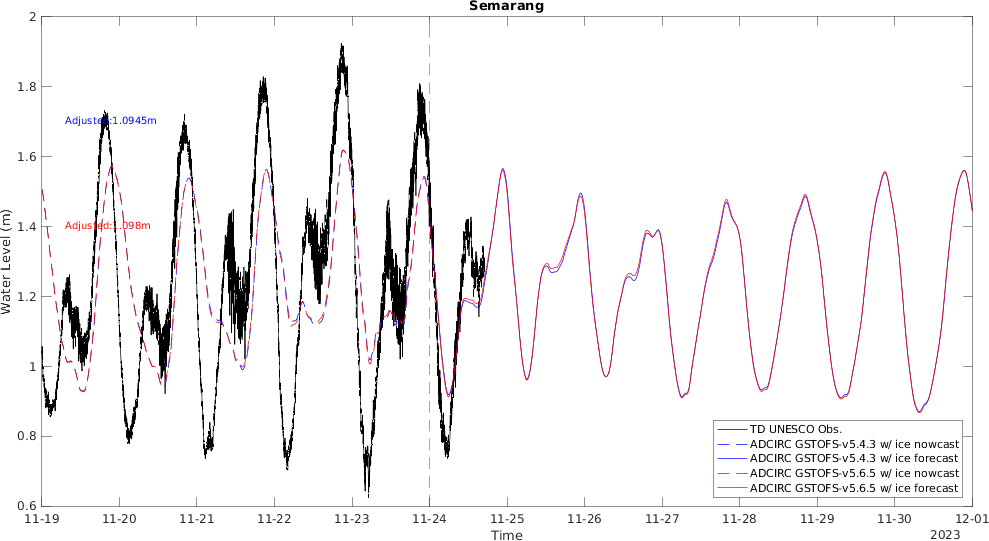 Semarang
2
1.8
1.6
1.4
1.2
1
0.8
0.6
Water Level (m)
Adjusted:1.0945m
Adjusted:1.098m
TD UNESCO Obs.
ADCIRC GSTOFS-v5.4.3 w/ ice nowcast
ADCIRC GSTOFS-v5.4.3 w/ ice forecast
ADCIRC GSTOFS-v5.6.5 w/ ice nowcast
ADCIRC GSTOFS-v5.6.5 w/ ice forecast
11-19 11-20 11-21 11-22 11-23 11-24 11-25 11-26 11-27 11-28 11-29 11-30 12-01
Time
2023